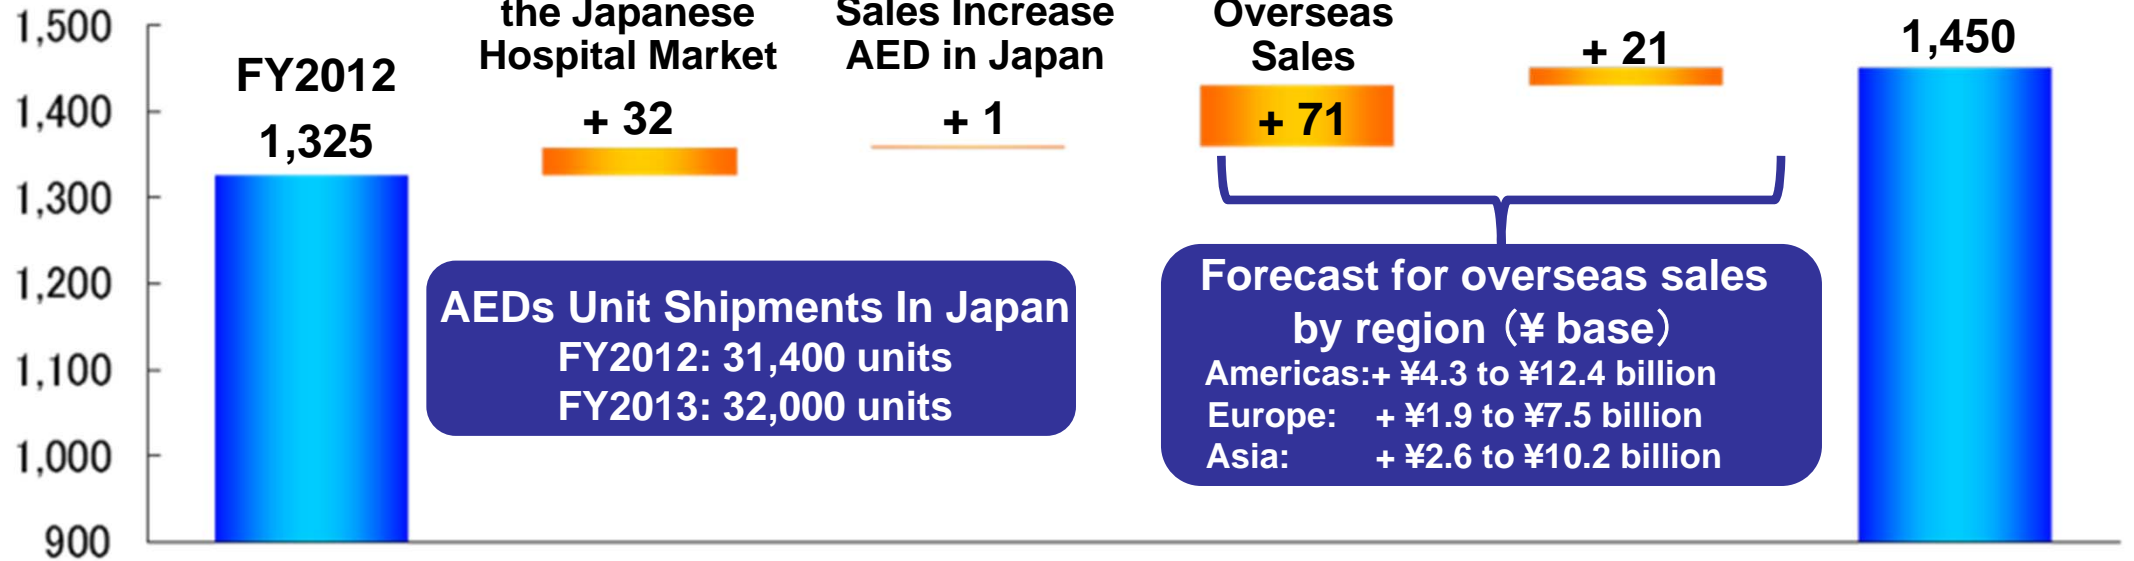 1,500
1,400
1,300
1,200
1,100
1,000
900
FY2012
1,325
the Japanese
Hospital Market
+ 32
Sales Increase
AED in Japan
+ 1
Overseas
Sales
+ 71
+ 21
1,450
AEDs Unit Shipments In Japan
FY2012: 31,400 units
FY2013: 32,000 units
Forecast for overseas sales
by region（¥ base）
Americas:+ ¥4.3 to ¥12.4 billion
Europe: + ¥1.9 to ¥7.5 billion
Asia: + ¥2.6 to ¥10.2 billion